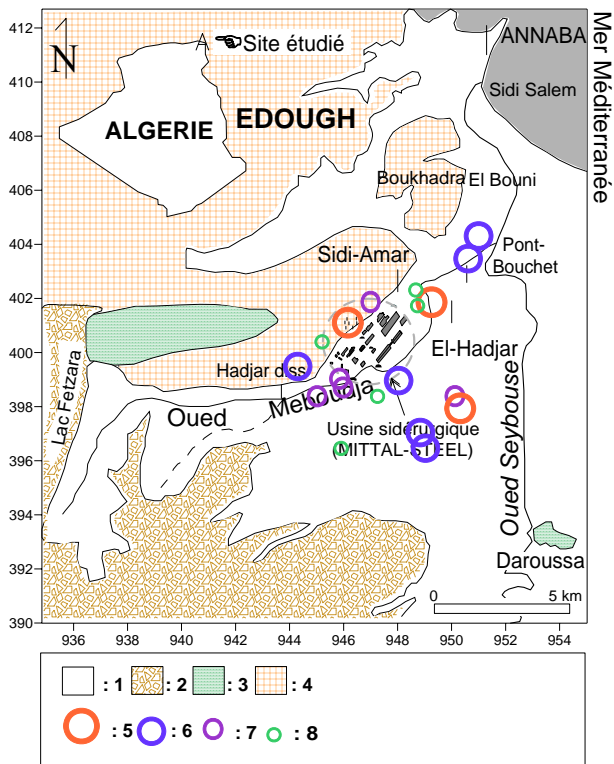 412
410
408
406
404
402
400
398
396
394
392
390
936
938
940
942
944
946
948
950
952
954
N
Site étudié
ALGERIE
EDOUGH
ANNABA
Sidi Salem
Mer Méditerranée
Boukhadra
El Bouni
Pont-
Bouchet
Sidi-Amar
El-Hadjar
Hadjar diss
Lac Fetzara
Oued
Meboudja
Usine sidérurgique
(MITTAL-STEEL)
Oued Seybouse
Daroussa
0
5 km
: 1
: 2
: 3
: 4
: 5
: 6
: 7
: 8